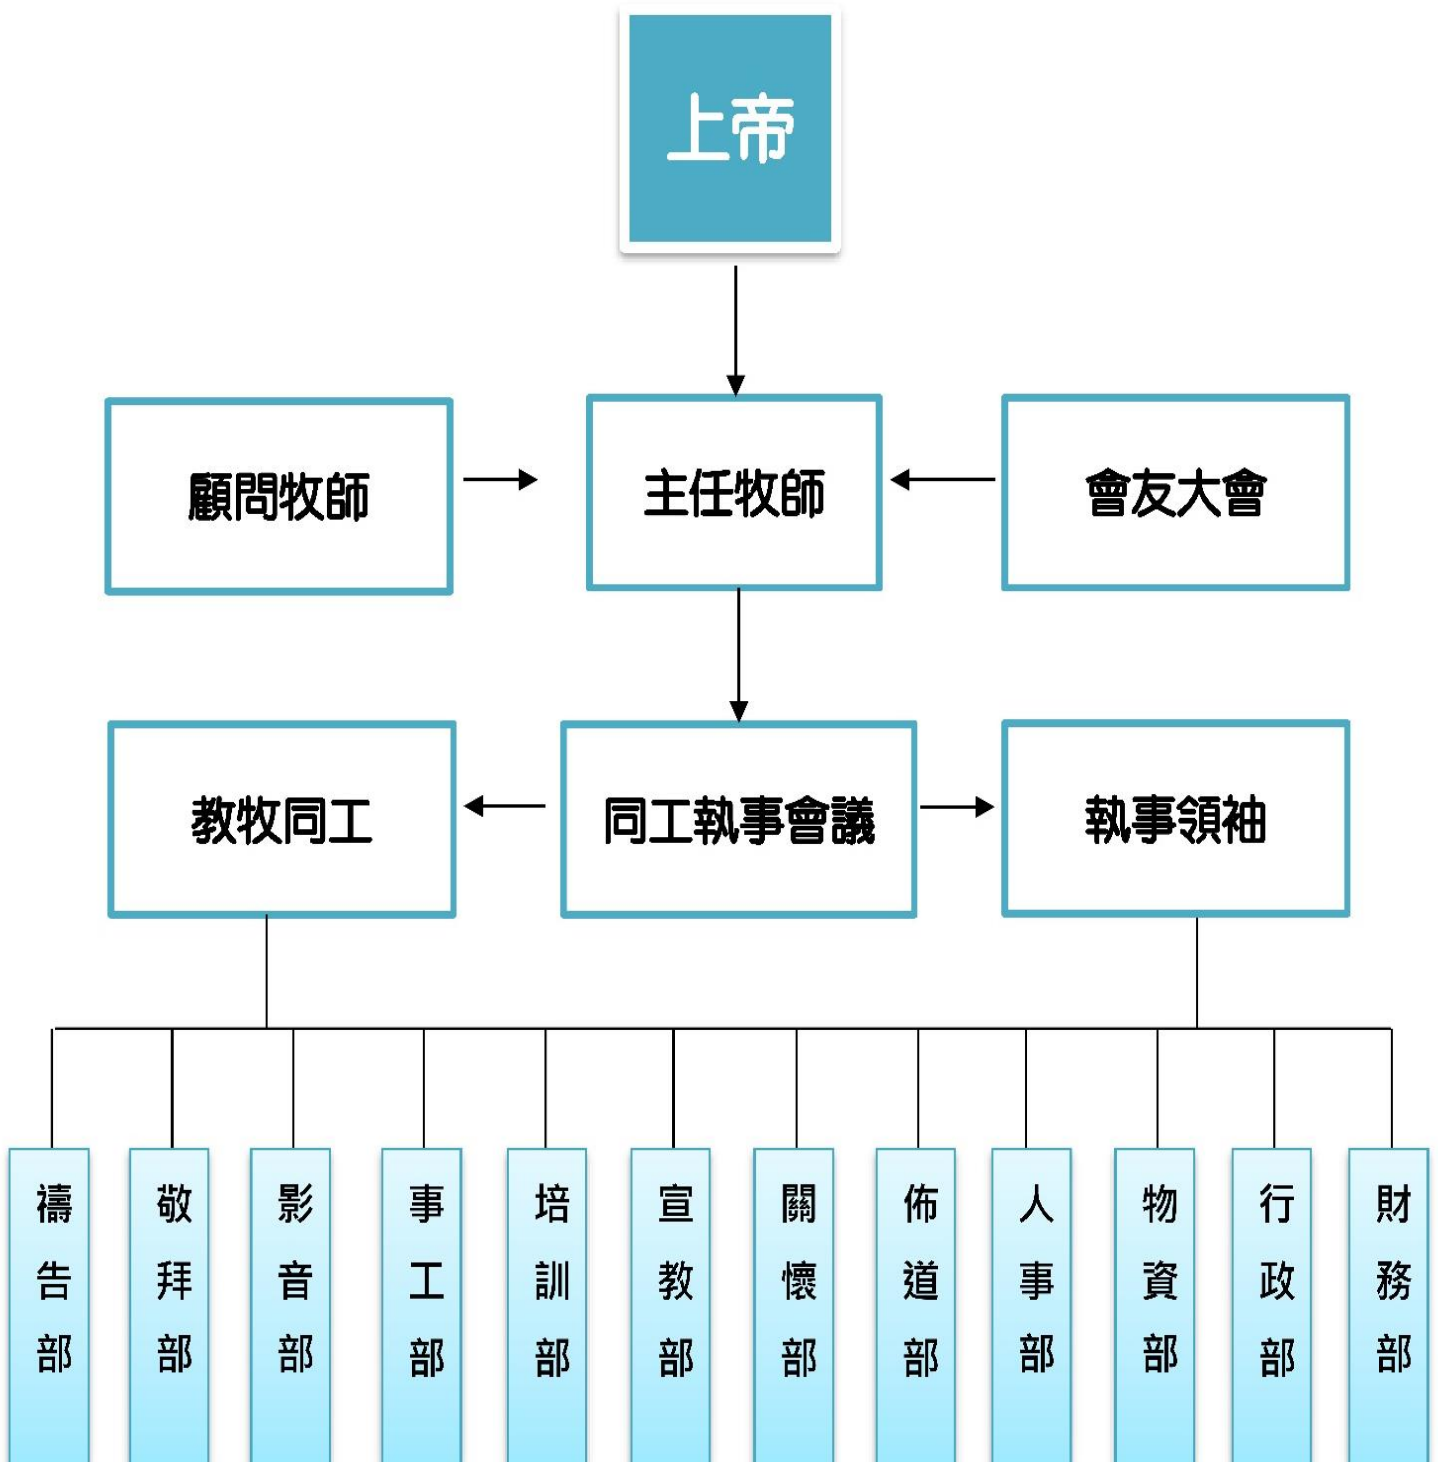 上帝
顧問牧師
主任牧師
會友大會
教牧同工
同工執事會議
執事領袖
禱告部
敬拜部
影音部
事工部
培訓部
宣教部
關懷部
佈道部
人事部
物資部
行政部
財務部